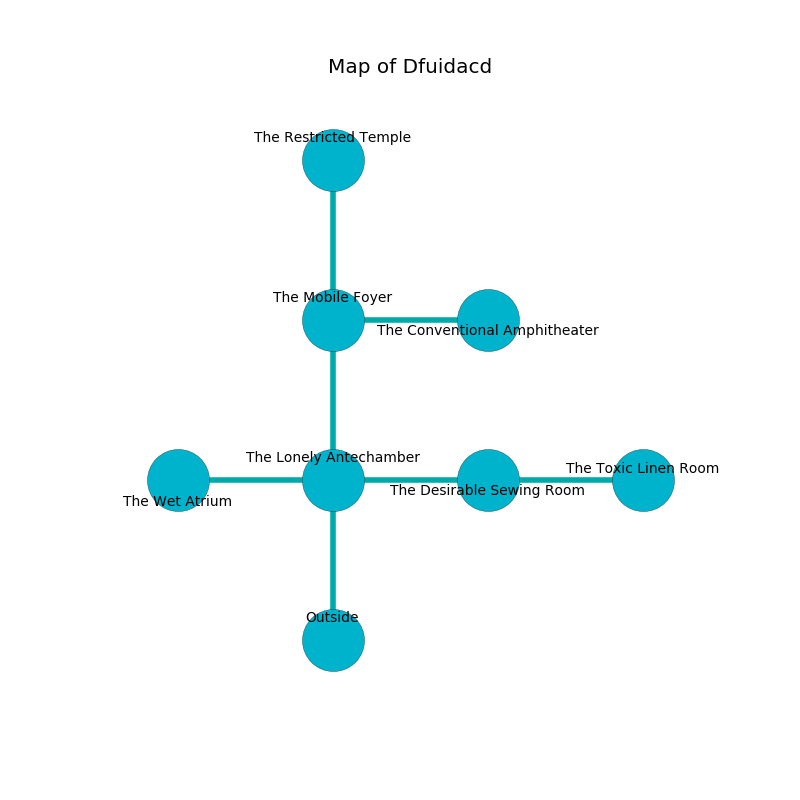 Map of Dfuidacd
The Restricted Temple
The Mobile Foyer
The Conventional Amphitheater
The Lonely Antechamber
The Toxic Linen Room
The Desirable Sewing Room
The Wet Atrium
Outside